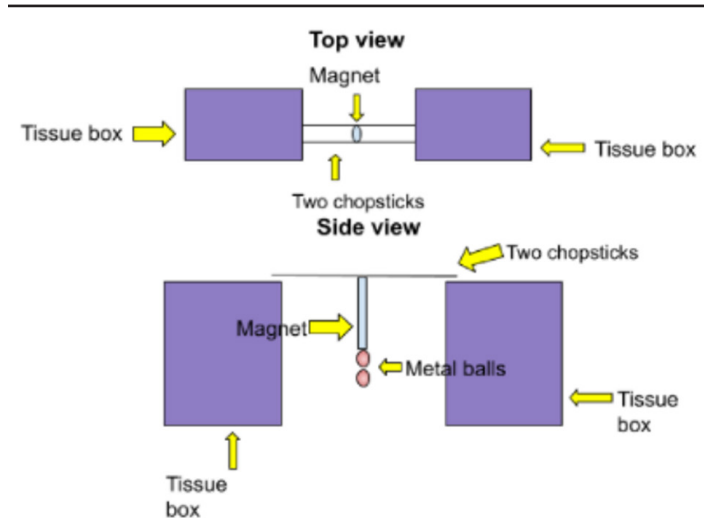 Top view
Magnet
Tissue box
Tissue box
Two chopsticks
Side view
Two chopsticks
Magnet
Metal balls
Tissue
box
Tissue
box